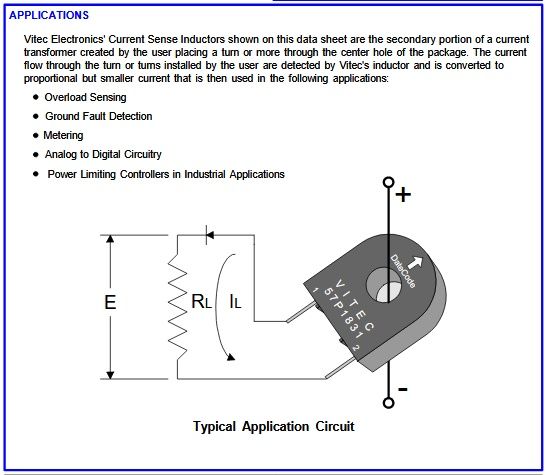 APPLICATIONS
Vitec Electronics' Current Sense Inductors shown on this data sheet are the secondary portion of a current
transformer created by the user placing a turn or more through the center hole of the package. The current
flow through the turn or turns installed by the user are detected by Vitec's inductor and is converted to
proportional but smaller current that is then used in the following applications:
• Overload Sensing
• Ground Fault Detection
• Metering
• Analog to Digital Circuitry
• Power Limiting Controllers in Industrial Applications
+
DateCode
VITEC
57P1831
1
2
E
RL
IL
-
Typical Application Circuit